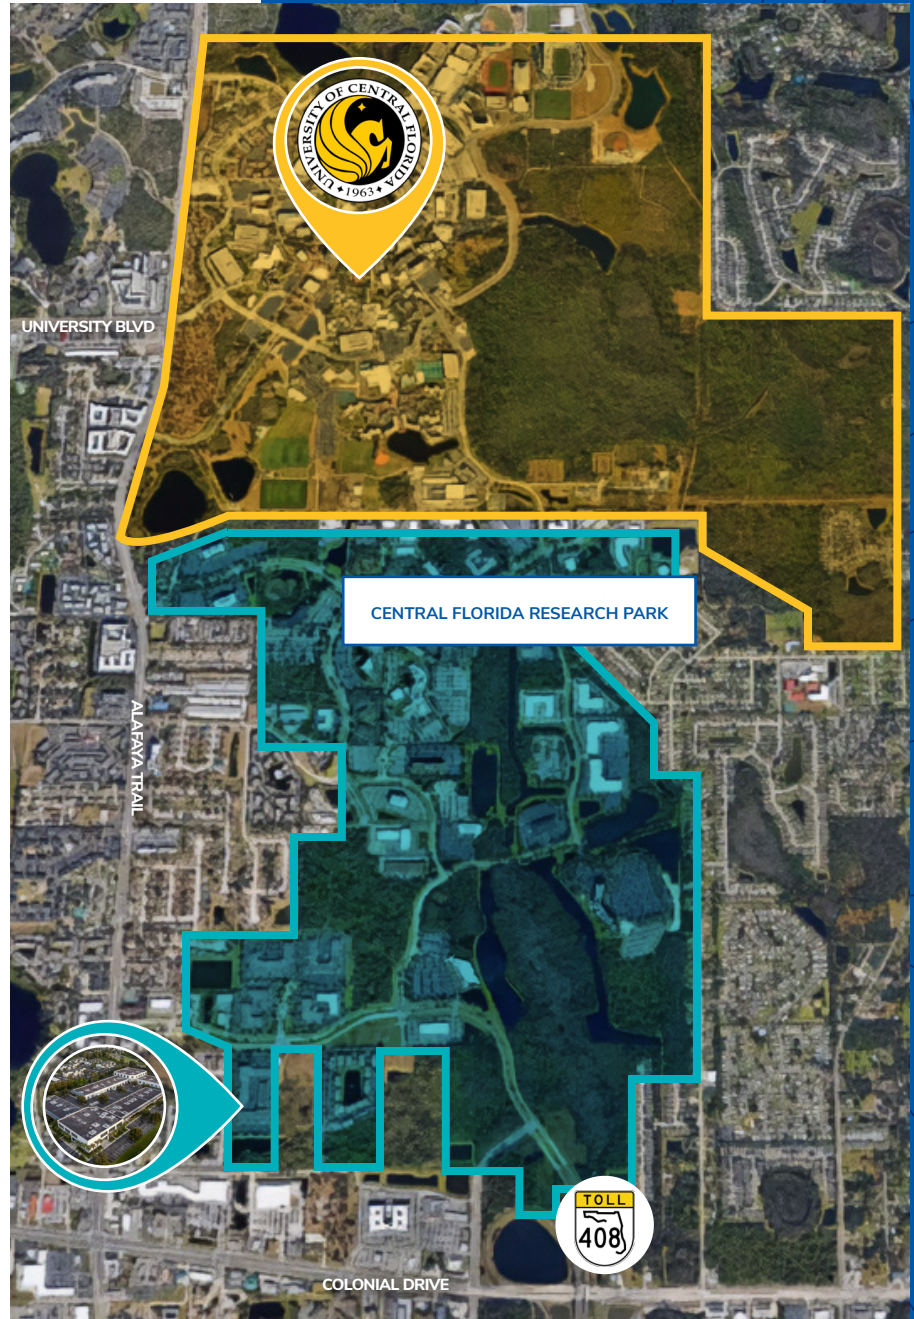 UNIVERSITY OF CENTRAL FLORIDA
1963
UNIVERSITY BLVD
CENTRAL FLORIDA RESEARCH PARK
ALAFAYA TRAIL
TOLL
408
COLONIAL DRIVE